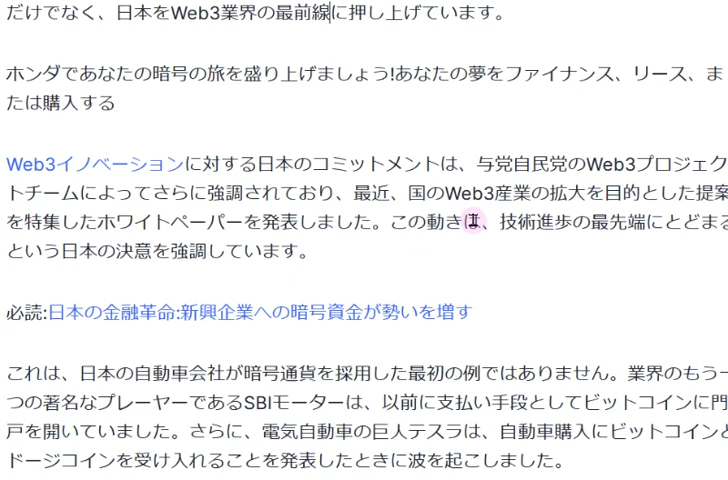 だけでなく、日本をWeb3業界の最前線に押し上げています。
ホンダであなたの暗号の旅を盛り上げましょう!あなたの夢をファイナンス、リース、ま
たは購入する
Web3イノベーションに対する日本のコミットメントは、与党自民党のWeb3プロジェク
トチームによってさらに強調されており、最近、国のWeb3産業の拡大を目的とした提案
を特集したホワイトペーパーを発表しました。この動きは、技術進歩の最先端にとどまる
という日本の決意を強調しています。
必読:日本の金融革命:新興企業への暗号資金が勢いを増す
これは、日本の自動車会社が暗号通貨を採用した最初の例ではありません。業界のもう一
つの著名なプレーヤーであるSBIモーターは、以前に支払い手段としてビットコインに門
戸を開いていました。さらに、電気自動車の巨人テスラは、自動車購入にビットコインと
ドージコインを受け入れることを発表したときに波を起こしました。